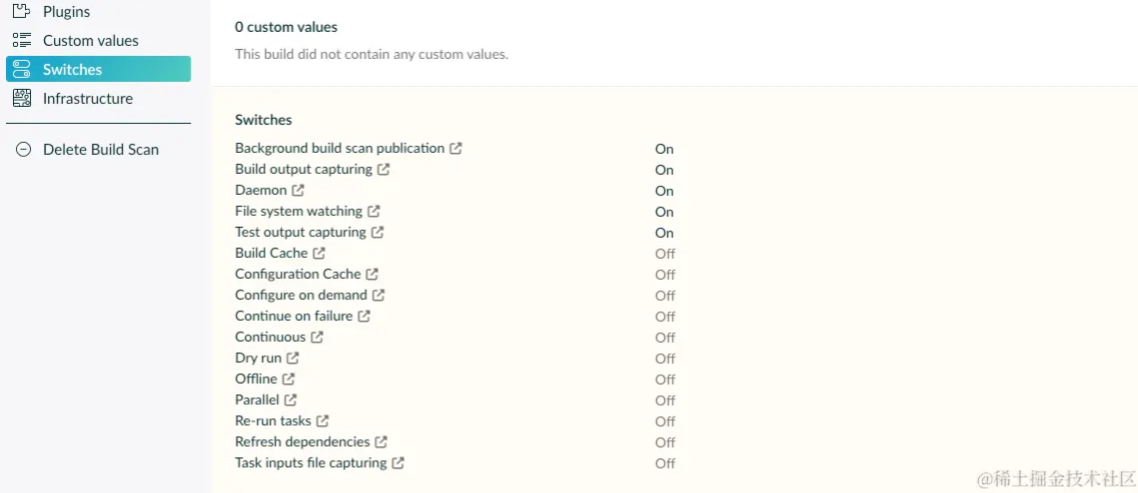 Plugins
Custom values
Switches
Infrastructure
Delete Build Scan
0 custom values
This build did not contain any custom values.
Switches
Background build scan publication On
Build output capturing On
Daemon On
File system watching On
Test output capturing On
Build Cache Off
Configuration Cache Off
Configure on demand Off
Continue on failure Off
Continuous Off
Dry run Off
Offline Off
Parallel Off
Re-run tasks Off
Refresh dependencies Off
Task inputs file capturing Off
@稀土掘金技术社区